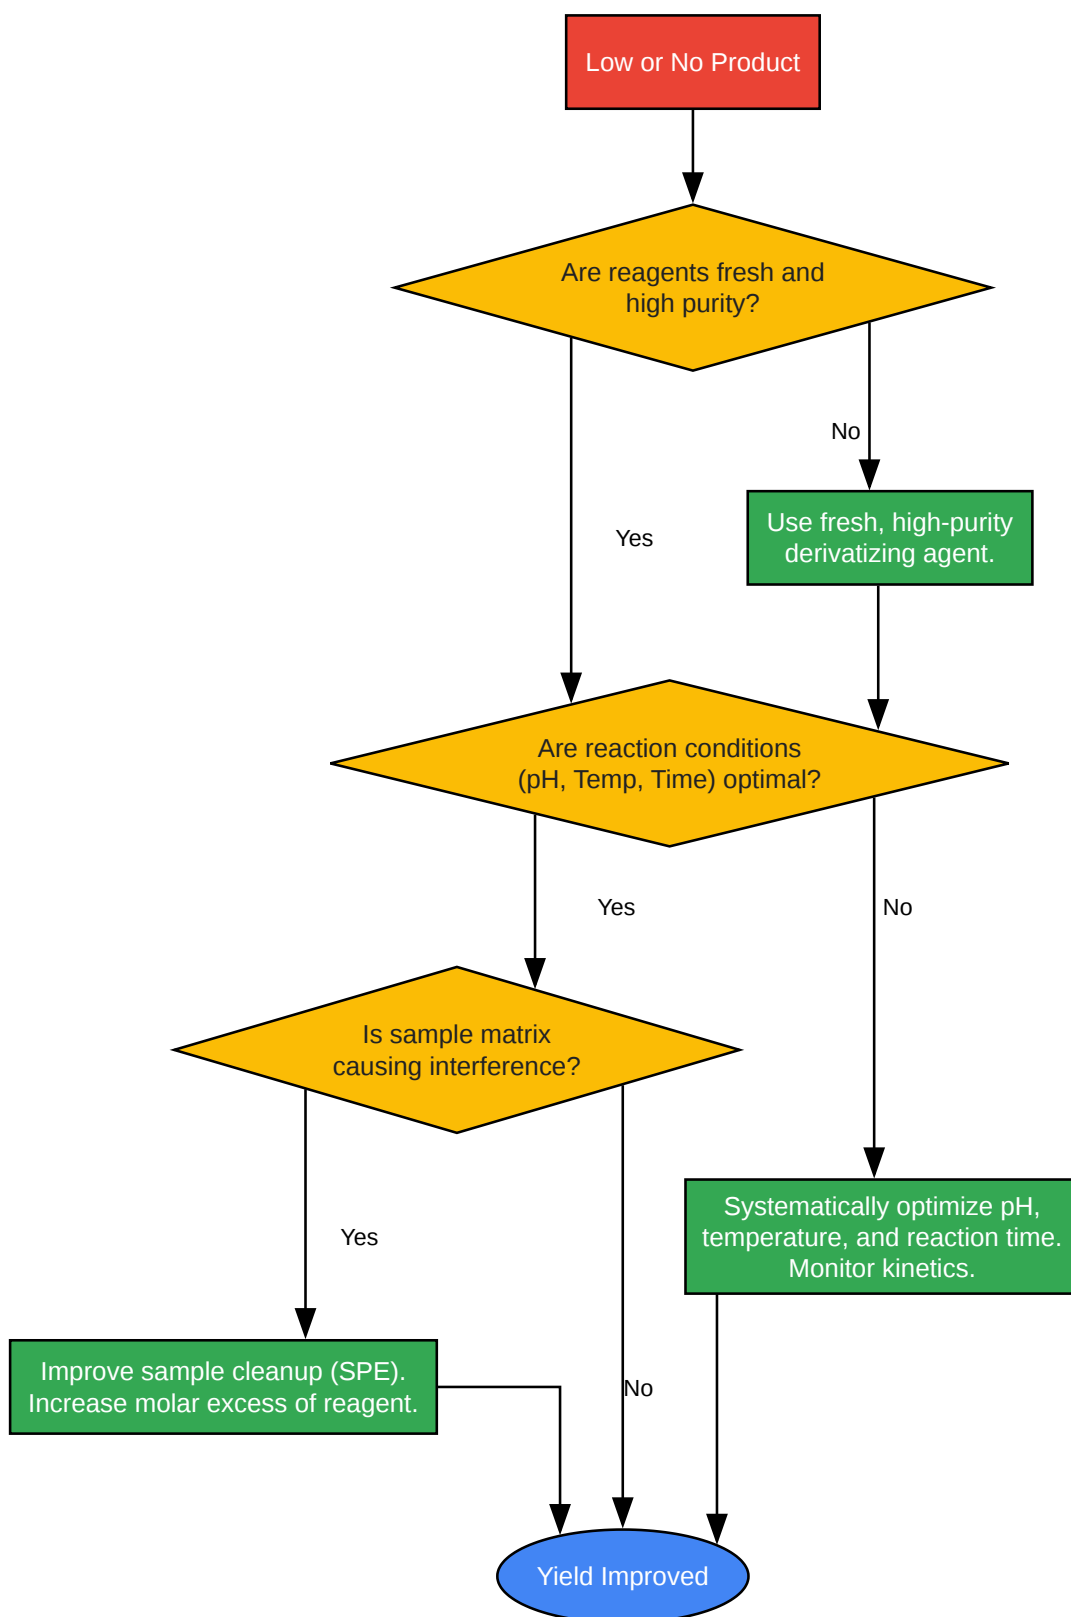 Low or No Product
Are reagents fresh and
high purity?
No
Use fresh, high-purity
derivatizing agent.
Yes
Are reaction conditions
(pH, Temp, Time) optimal?
Yes
No
Is sample matrix
causing interference?
Systematically optimize pH,
temperature, and reaction time.
Monitor kinetics.
Yes
Improve sample cleanup (SPE).
Increase molar excess of reagent.
No
Yield Improved